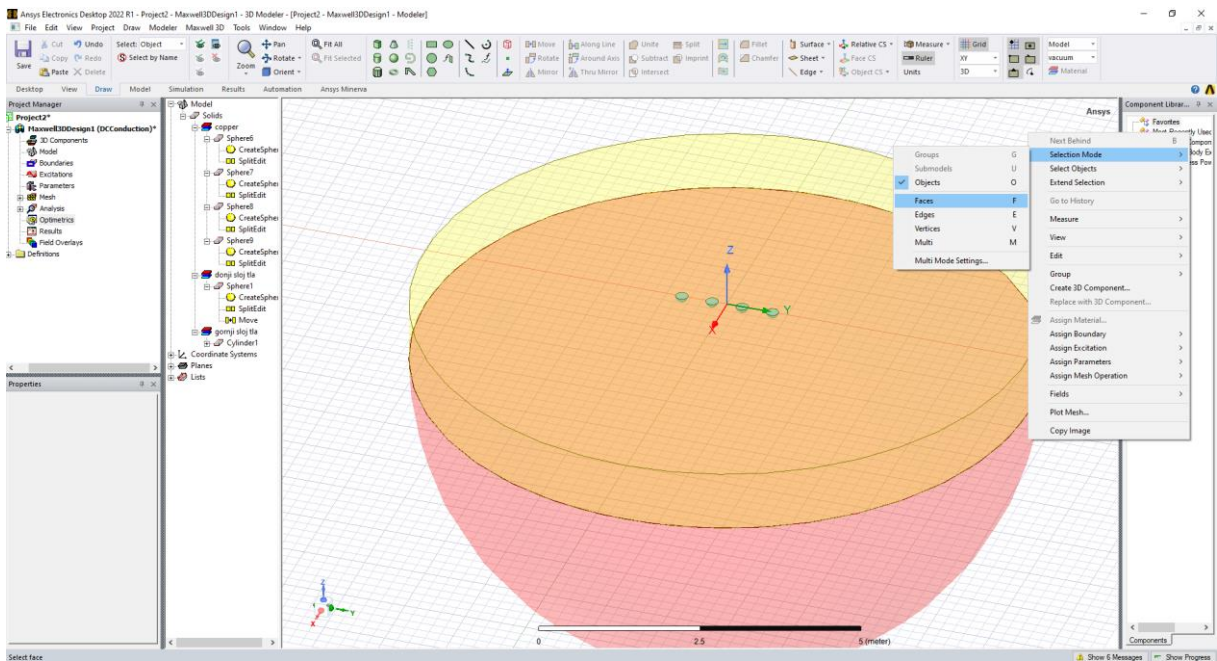 Ansys Electronics Desktop 2022 R1 - Project2 - Maxwell3DDesign1 - 3D Modeler - [Project2 - Maxwell3DDesign1 - Modeler]
File Edit View Project Draw Modeler Maxwell 3D Tools Window Help
Save
Cut Undo
Copy Redo
Paste Delete
Select: Object
Select by Name
Zoom
Pan
Rotate
Orient
Fit All
Fit Selected
Move Along Line Unite Split Fillet
Rotate Around Axis Subtract Imprint Chamfer
Mirror Thru Mirror Intersect
Surface Relative CS Measure Grid
Sheet Face CS Ruler XY
Edge Object CS Units 3D
Model
vacuum
Material
Desktop View Draw Model Simulation Results Automation Ansys Minerva
Project Manager
Project2*
Maxwell3DDesign1 (DCConduction)*
3D Components
Model
Boundaries
Excitations
Parameters
Mesh
Analysis
Optimetrics
Results
Field Overlays
Definitions
Properties
Model
Solids
copper
Sphere6
CreateSpher
SplitEdit
Sphere7
CreateSpher
SplitEdit
Sphere8
CreateSpher
SplitEdit
Sphere9
CreateSpher
SplitEdit
donji sloj tla
Sphere1
CreateSpher
SplitEdit
Move
gornji sloj tla
Cylinder1
Coordinate Systems
Planes
Lists
Ansys
Z
Y
X
Z
Y
X
0 2.5 5 (meter)
Groups G
Submodels U
Objects O
Faces F
Edges E
Vertices V
Multi M
Multi Mode Settings...
Next Behind B
Selection Mode
Select Objects
Extend Selection
Go to History
Measure
View
Edit
Group
Create 3D Component...
Replace with 3D Component...
Assign Material...
Assign Boundary
Assign Excitation
Assign Parameters
Assign Mesh Operation
Fields
Plot Mesh...
Copy Image
Component Librar...
Favorites
Components
Select face
Show 6 Messages Show Progress